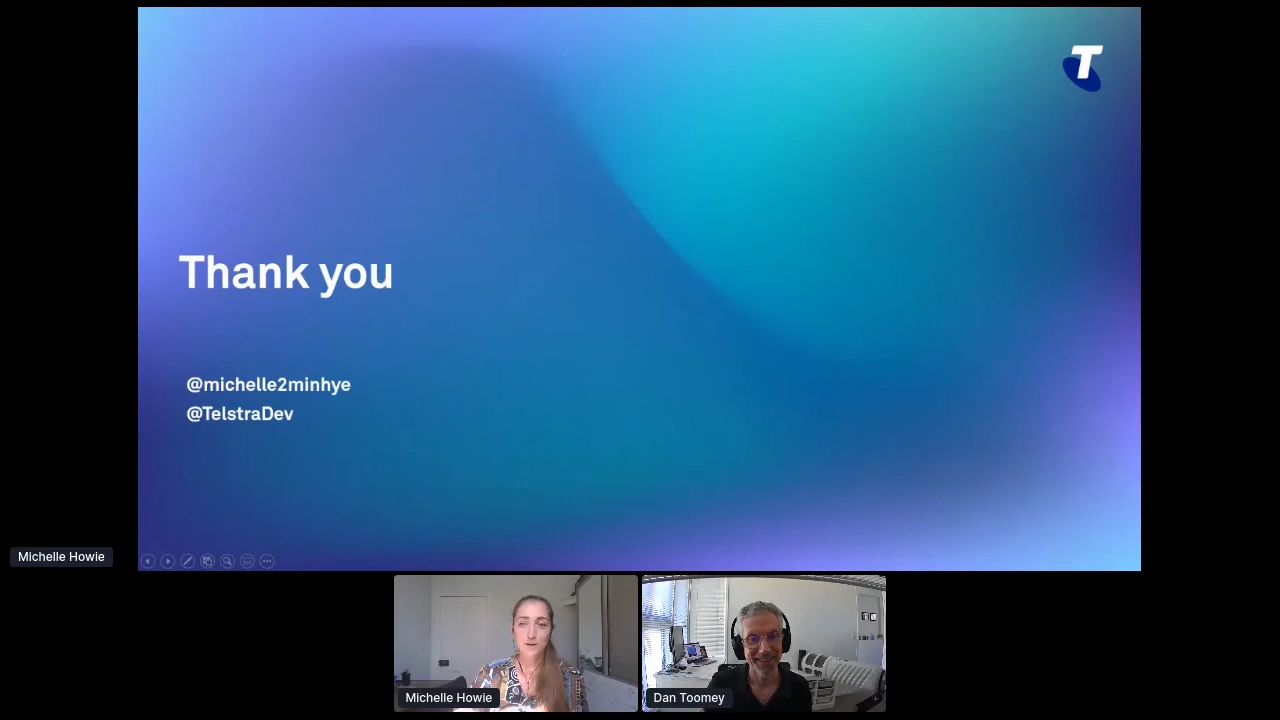 T
Thank you
@michelle2minhye
@TelstraDev
Michelle Howie
Michelle Howie
Dan Toomey